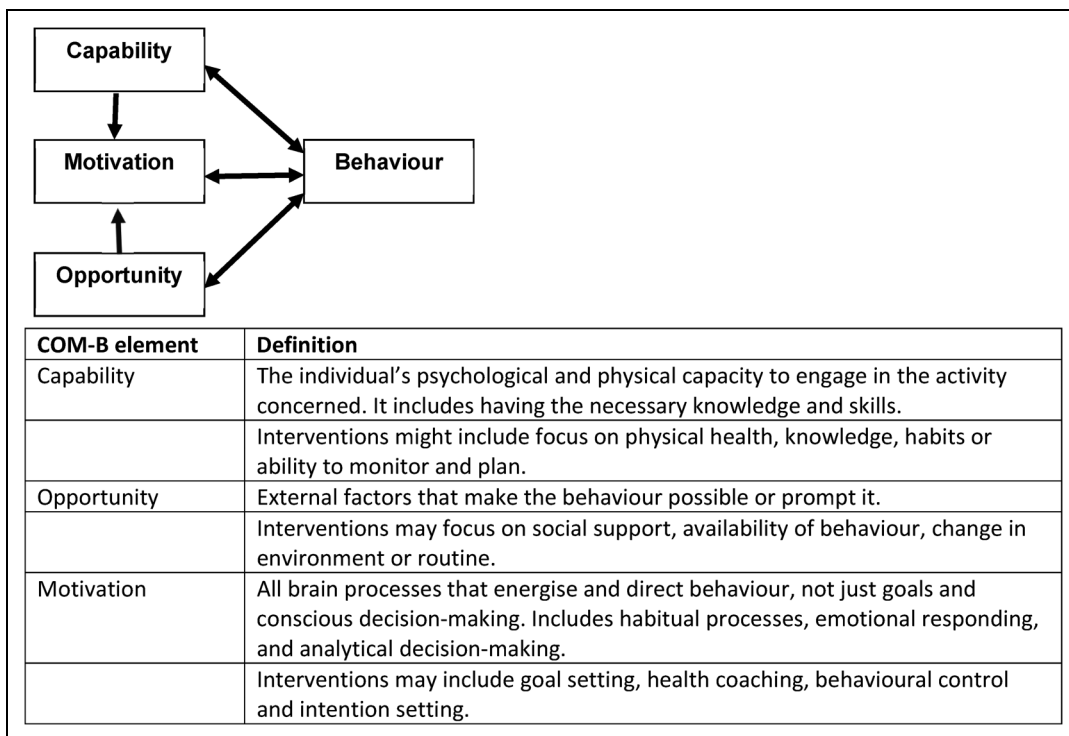 Capability
Motivation
Behaviour
Opportunity
COM-B element Definition
Capability The individual’s psychological and physical capacity to engage in the activity
concerned. It includes having the necessary knowledge and skills.
Interventions might include focus on physical health, knowledge, habits or
ability to monitor and plan.
Opportunity External factors that make the behaviour possible or prompt it.
Interventions may focus on social support, availability of behaviour, change in
environment or routine.
Motivation All brain processes that energise and direct behaviour, not just goals and
conscious decision-making. Includes habitual processes, emotional responding,
and analytical decision-making.
Interventions may include goal setting, health coaching, behavioural control
and intention setting.